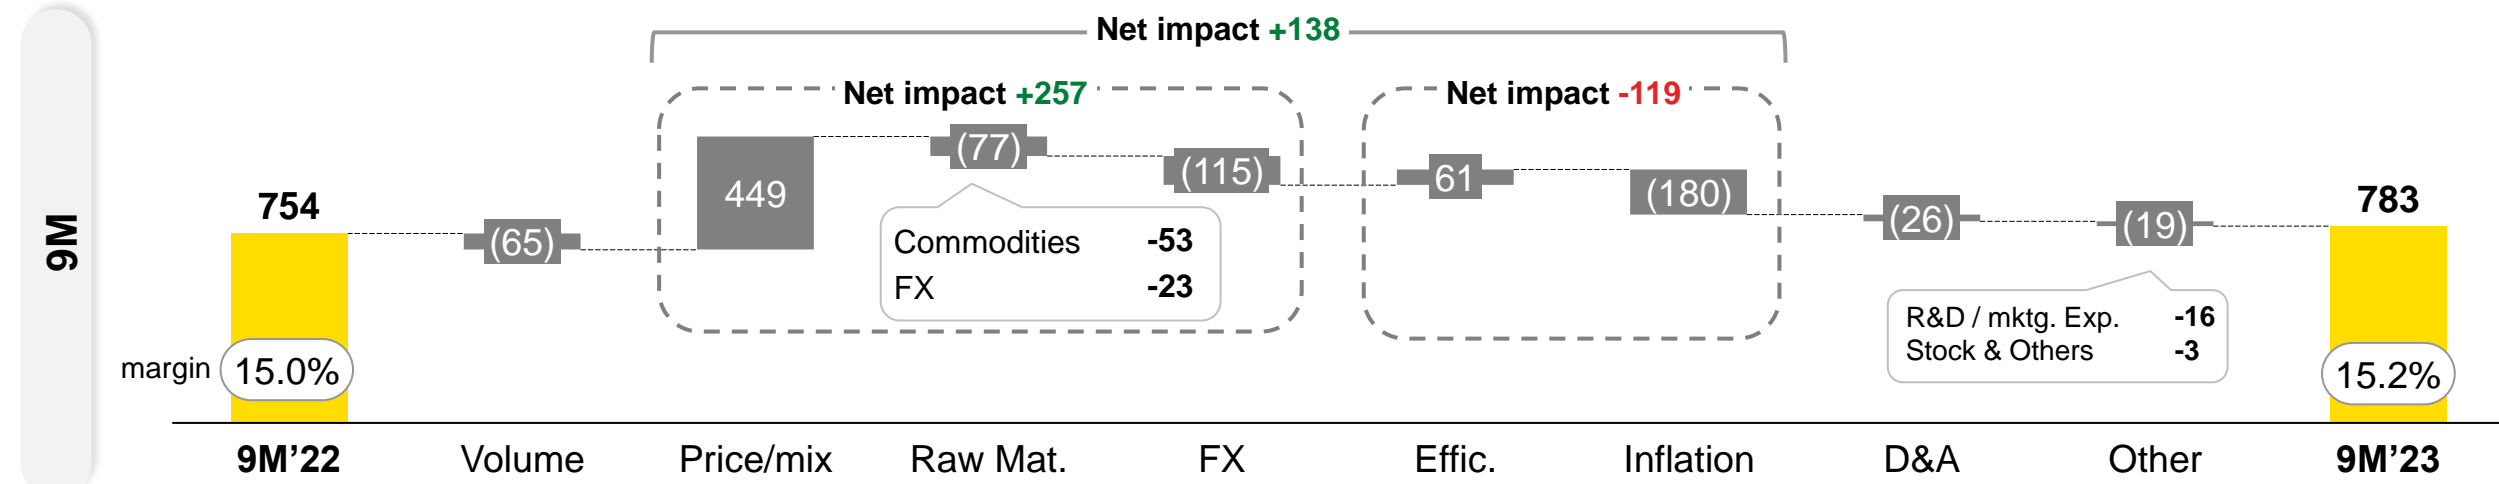 9M
Net impact +138
Net impact +257
Net impact -119
754
(65)
449
(77)
(115)
61
(180)
(26)
(19)
783
Commodities -53
FX -23
R&D / mktg. Exp. -16
Stock & Others -3
margin 15.0%
15.2%
9M’22 Volume Price/mix Raw Mat. FX Effic. Inflation D&A Other 9M’23